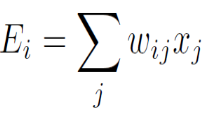 E_i = \sum_j w_{ij} x_j